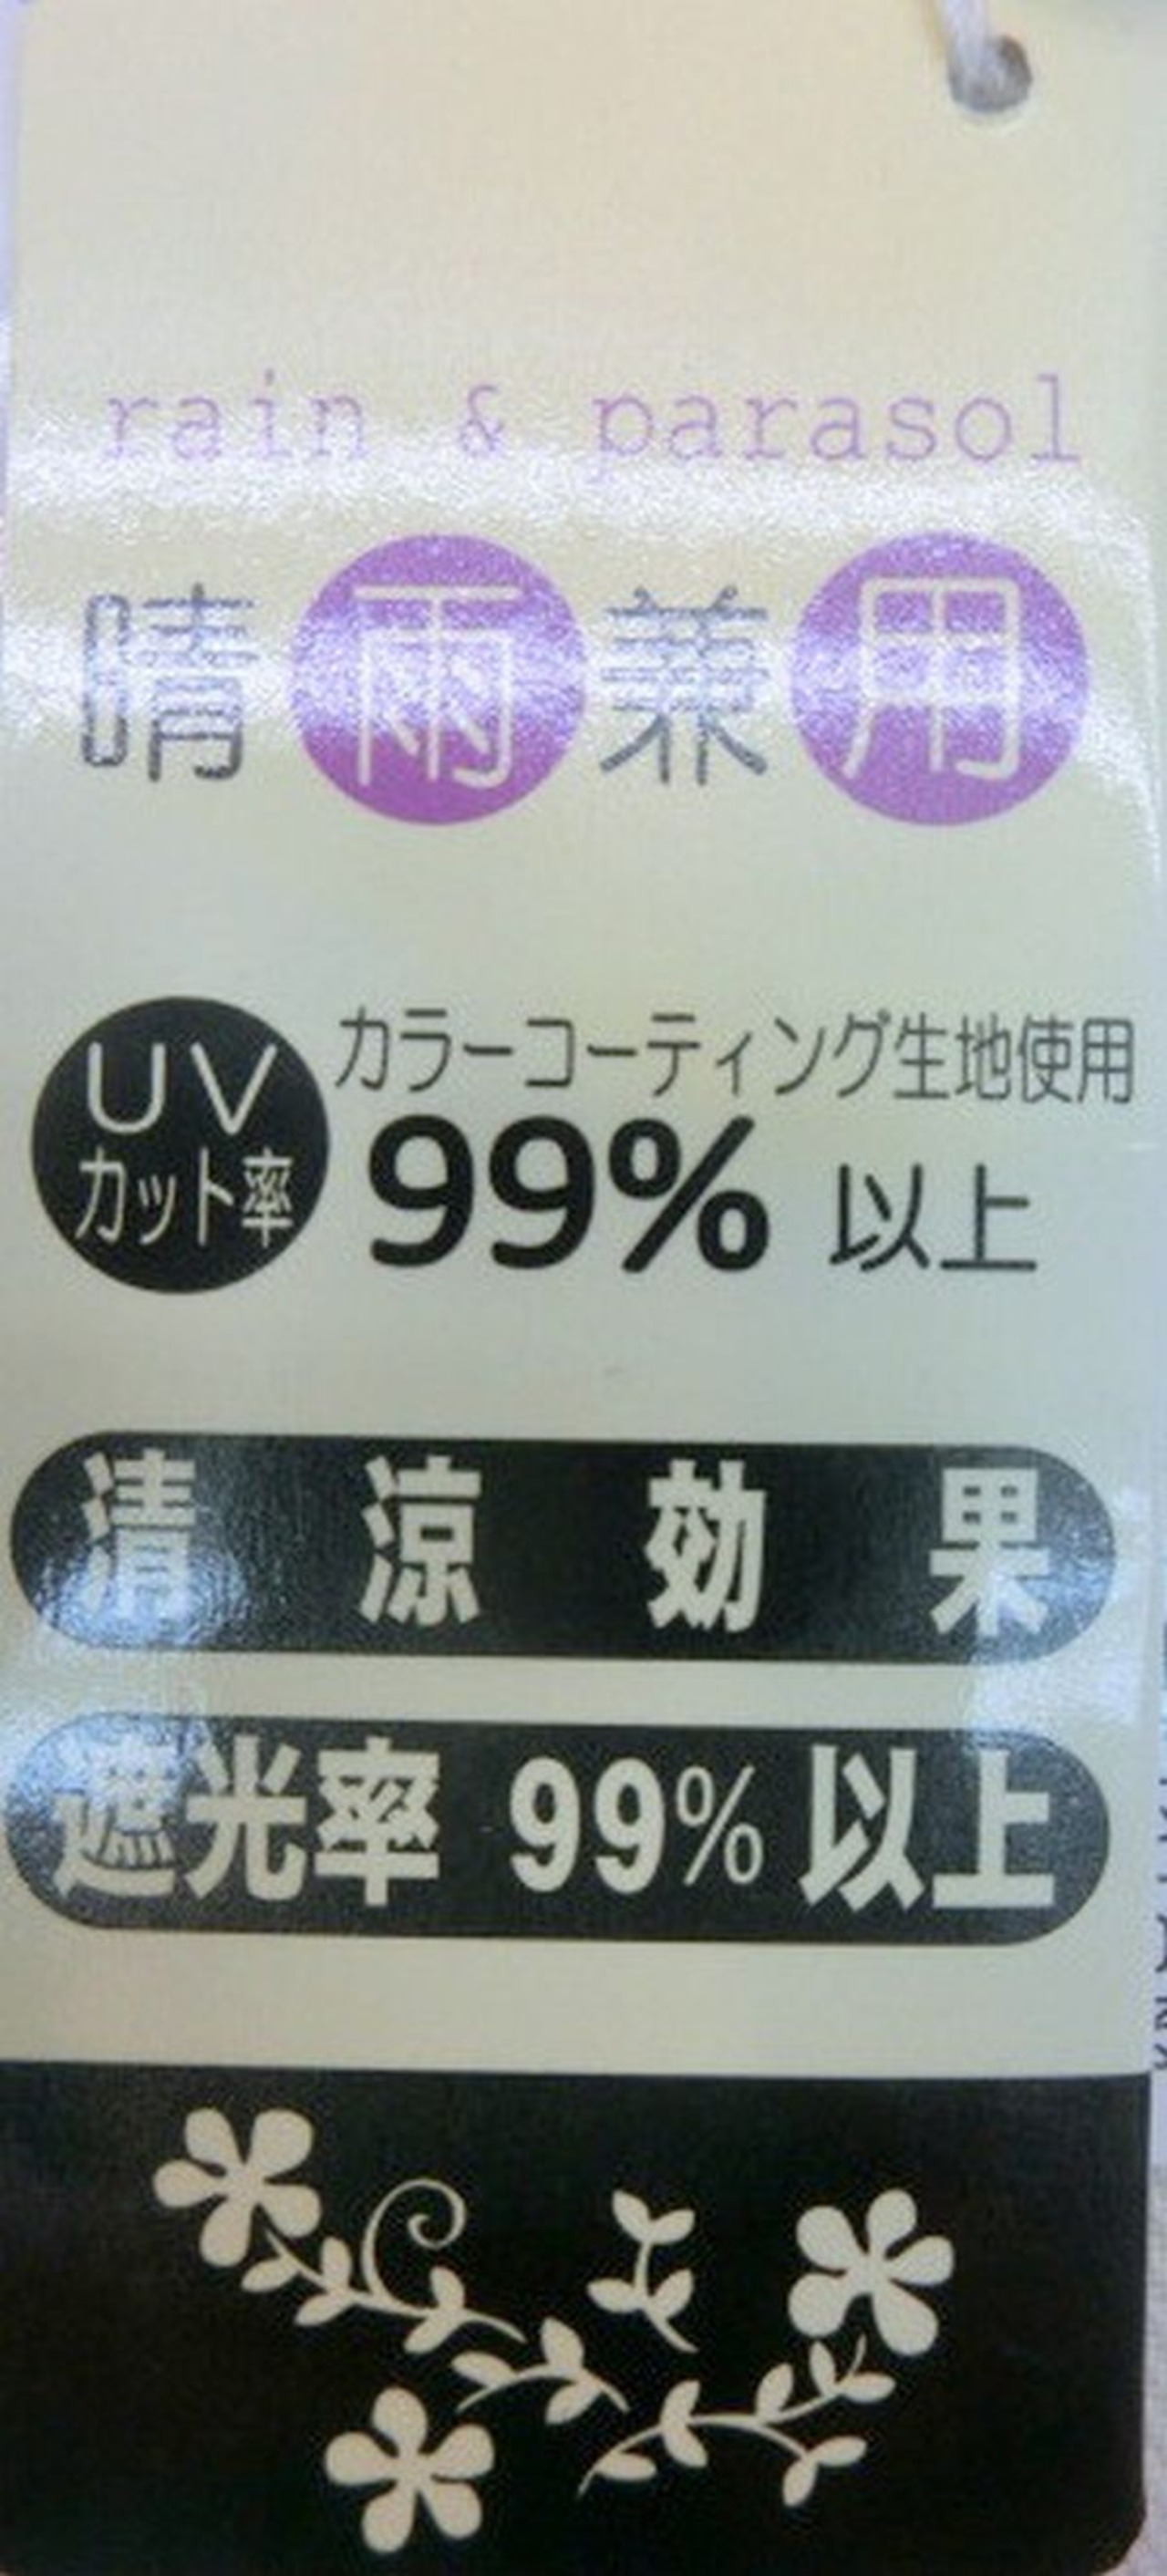 rain & parasol
晴雨兼用
UV
カット率
カラーコーティング生地使用
99% 以上
清涼効果
遮光率 99% 以上